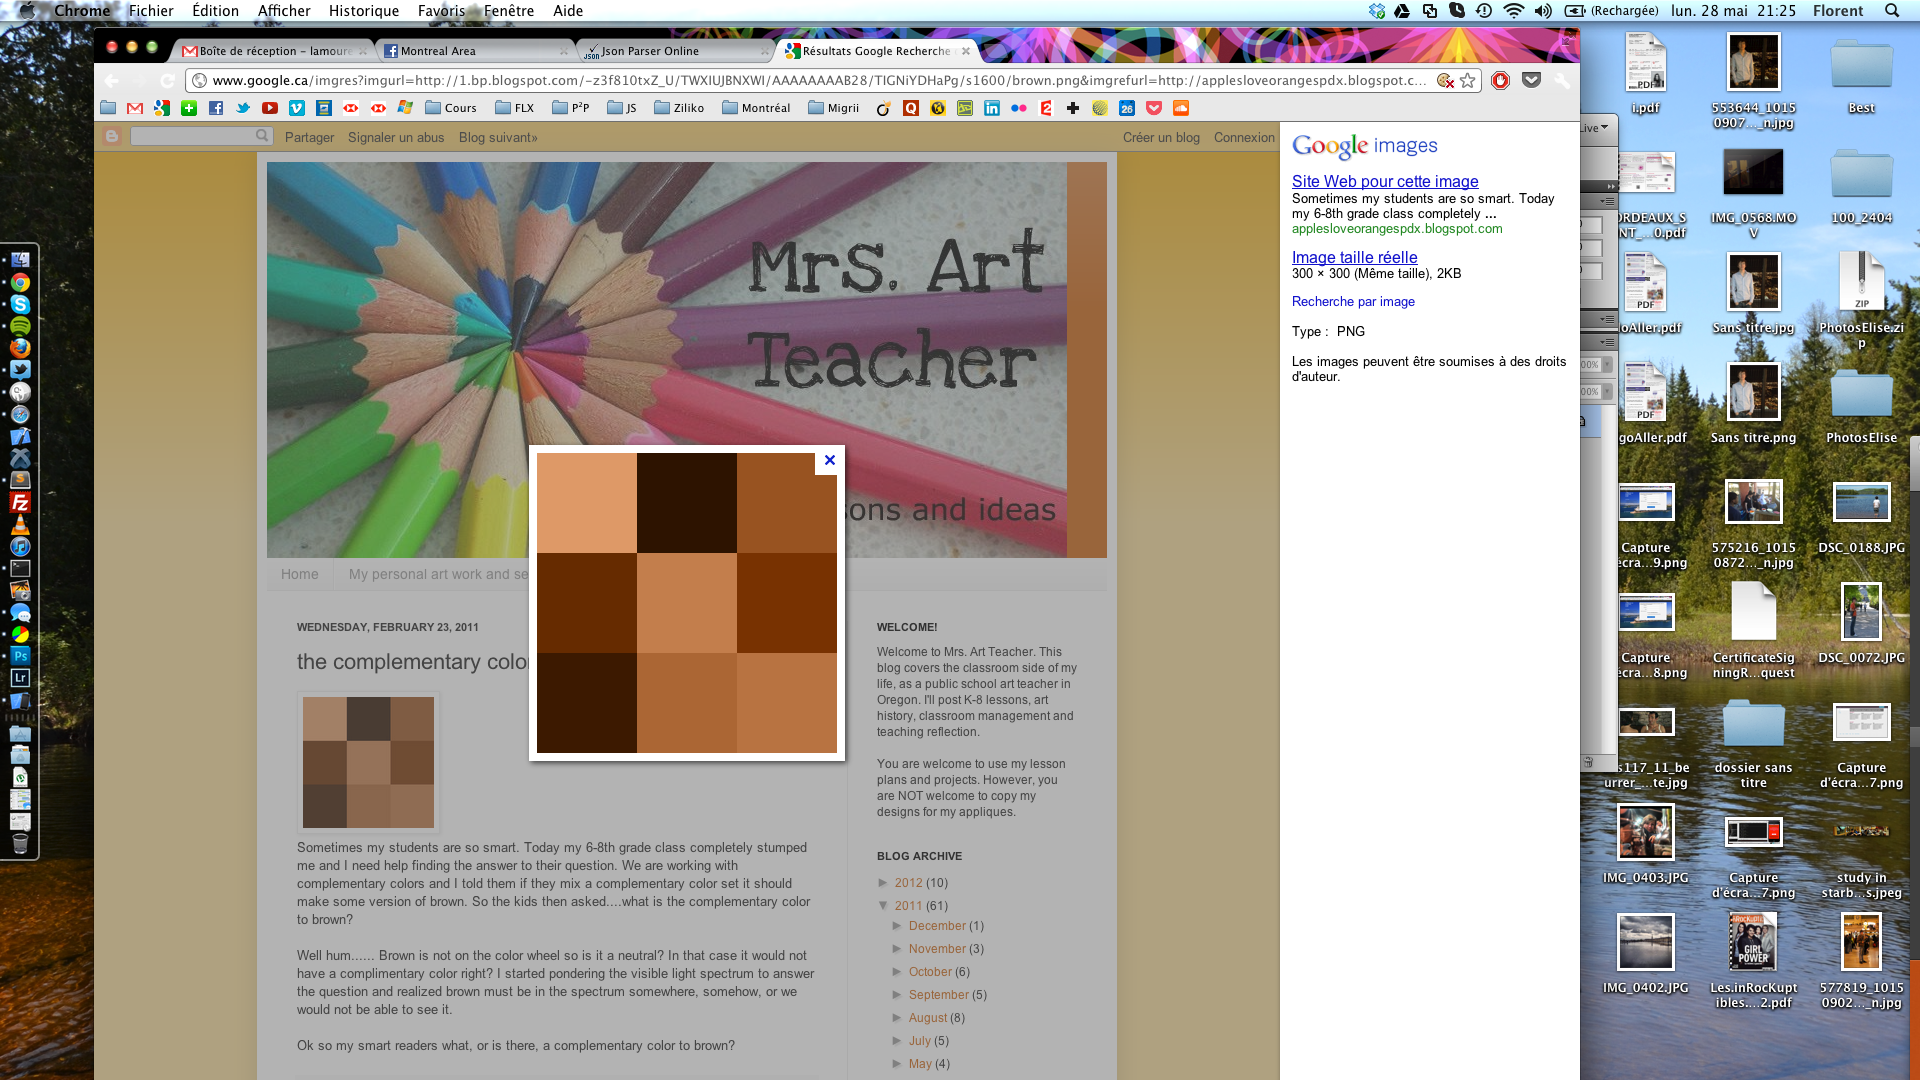 Chrome Fichier Édition Afficher Historique Favoris Fenêtre Aide
(Rechargée) lun. 28 mai 21:25 Florent
Boîte de réception – lamoure
Montreal Area
Json Parser Online
Résultats Google Recherche
www.google.ca/imgres?imgurl=http://1.bp.blogspot.com/-z3f810txZ_U/TWXIUJBNXWI/AAAAAAAAB28/TIGNiYDHaPg/s1600/brown.png&imgrefurl=http://applesloveorangespdx.blogspot.c...
Cours FLX P²P JS Ziliko Montréal Migrii
Partager Signaler un abus Blog suivant» Créer un blog Connexion
Mrs. Art
Teacher
sons and ideas
Home My personal art work and se
WEDNESDAY, FEBRUARY 23, 2011
the complementary color
Sometimes my students are so smart. Today my 6-8th grade class completely stumped
me and I need help finding the answer to their question. We are working with
complementary colors and I told them if they mix a complementary color set it should
make some version of brown. So the kids then asked....what is the complementary color
to brown?
Well hum...... Brown is not on the color wheel so is it a neutral? In that case it would not
have a complimentary color right? I started pondering the visible light spectrum to answer
the question and realized brown must be in the spectrum somewhere, somehow, or we
would not be able to see it.
Ok so my smart readers what, or is there, a complementary color to brown?
WELCOME!
Welcome to Mrs. Art Teacher. This
blog covers the classroom side of my
life, as a public school art teacher in
Oregon. I'll post K-8 lessons, art
history, classroom management and
teaching reflection.
You are welcome to use my lesson
plans and projects. However, you
are NOT welcome to copy my
designs for my appliques.
BLOG ARCHIVE
► 2012 (10)
▼ 2011 (61)
► December (1)
► November (3)
► October (6)
► September (5)
► August (8)
► July (5)
► May (4)
Google images
Site Web pour cette image
Sometimes my students are so smart. Today
my 6-8th grade class completely ...
applesloveorangespdx.blogspot.com
Image taille réelle
300 × 300 (Même taille), 2KB
Recherche par image
Type : PNG
Les images peuvent être soumises à des droits
d'auteur.
Live
i.pdf
553644_1015
0907..._n.jpg
Best
ORDEAUX_S
NT_...0.pdf
IMG_0568.MO
V
100_2404
goAller.pdf
Sans titre.jpg
ZIP
PhotosElise.zi
p
PDF
goAller.pdf
Sans titre.png
PhotosElise
Capture
écra...9.png
575216_1015
0872..._n.jpg
DSC_0188.JPG
Capture
écra...8.png
CertificateSig
ningR...quest
DSC_0072.JPG
s117_11_be
urrer_...te.jpg
dossier sans
titre
Capture
d'écra...7.png
IMG_0403.JPG
Capture
d'écra...7.png
study in
starb...s.jpeg
IMG_0402.JPG
Les.inRocKupt
ibles....2.pdf
577819_1015
0902..._n.jpg
GIRL
POWER
Ps
Lr